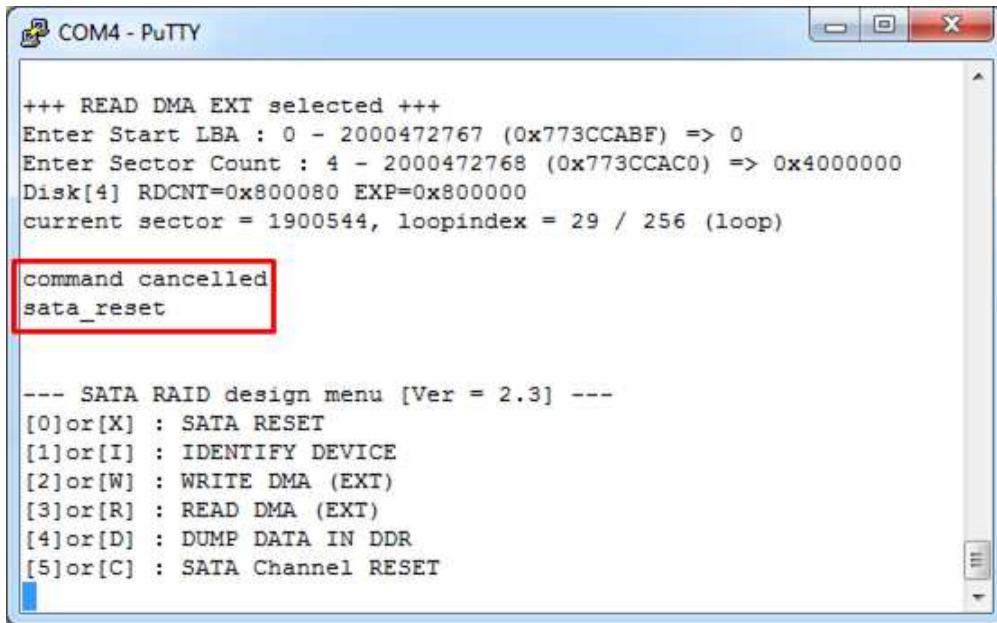 COM4 - PuTTY
+++ READ DMA EXT selected +++
Enter Start LBA : 0 - 2000472767 (0x773CCABF) => 0
Enter Sector Count : 4 - 2000472768 (0x773CCAC0) => 0x4000000
Disk[4] RDCNT=0x800080 EXP=0x800000
current sector = 1900544, loopindex = 29 / 256 (loop)
command cancelled
sata_reset
--- SATA RAID design menu [Ver = 2.3] ---
[0]or[X] : SATA RESET
[1]or[I] : IDENTIFY DEVICE
[2]or[W] : WRITE DMA (EXT)
[3]or[R] : READ DMA (EXT)
[4]or[D] : DUMP DATA IN DDR
[5]or[C] : SATA Channel RESET